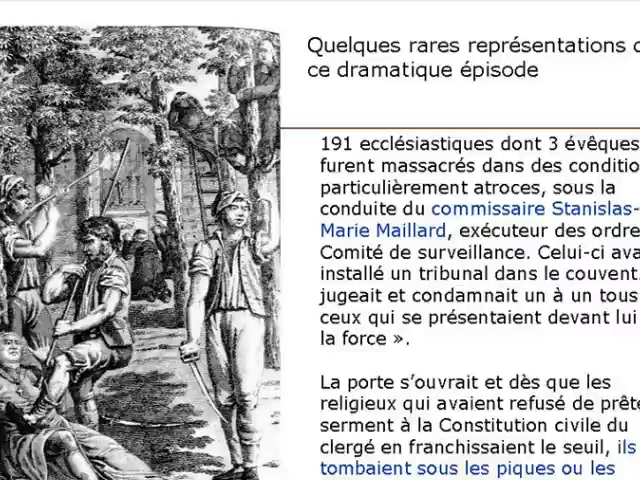 Quelques rares représentations
ce dramatique épisode
191 ecclésiastiques dont 3 évêques
furent massacrés dans des
particulièrement atroces, sous la
conduite du commissaire Stanislas-
Marie Maillard, exécuteur des
Comité de surveillance. Celui-ci
installé un tribunal dans le couvent.
jugeait et condamnait un à un tous
ceux qui se présentaient devant lui
la force ».
La porte s’ouvrait et dès que les
religieux qui avaient refusé de
serment à la Constitution civile du
clergé en franchissaient le seuil, ils
tombaient sous les piques ou les